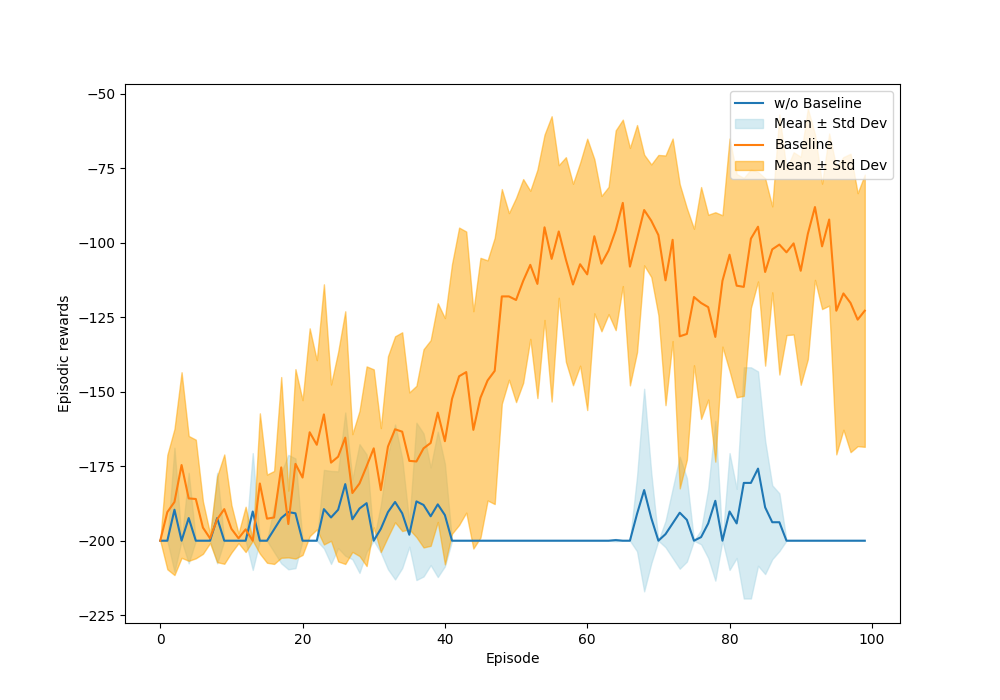 w/o Baseline
Mean ± Std Dev
Baseline
Mean ± Std Dev
Episodic rewards
−50
−75
−100
−125
−150
−175
−200
−225
0 20 40 60 80 100
Episode